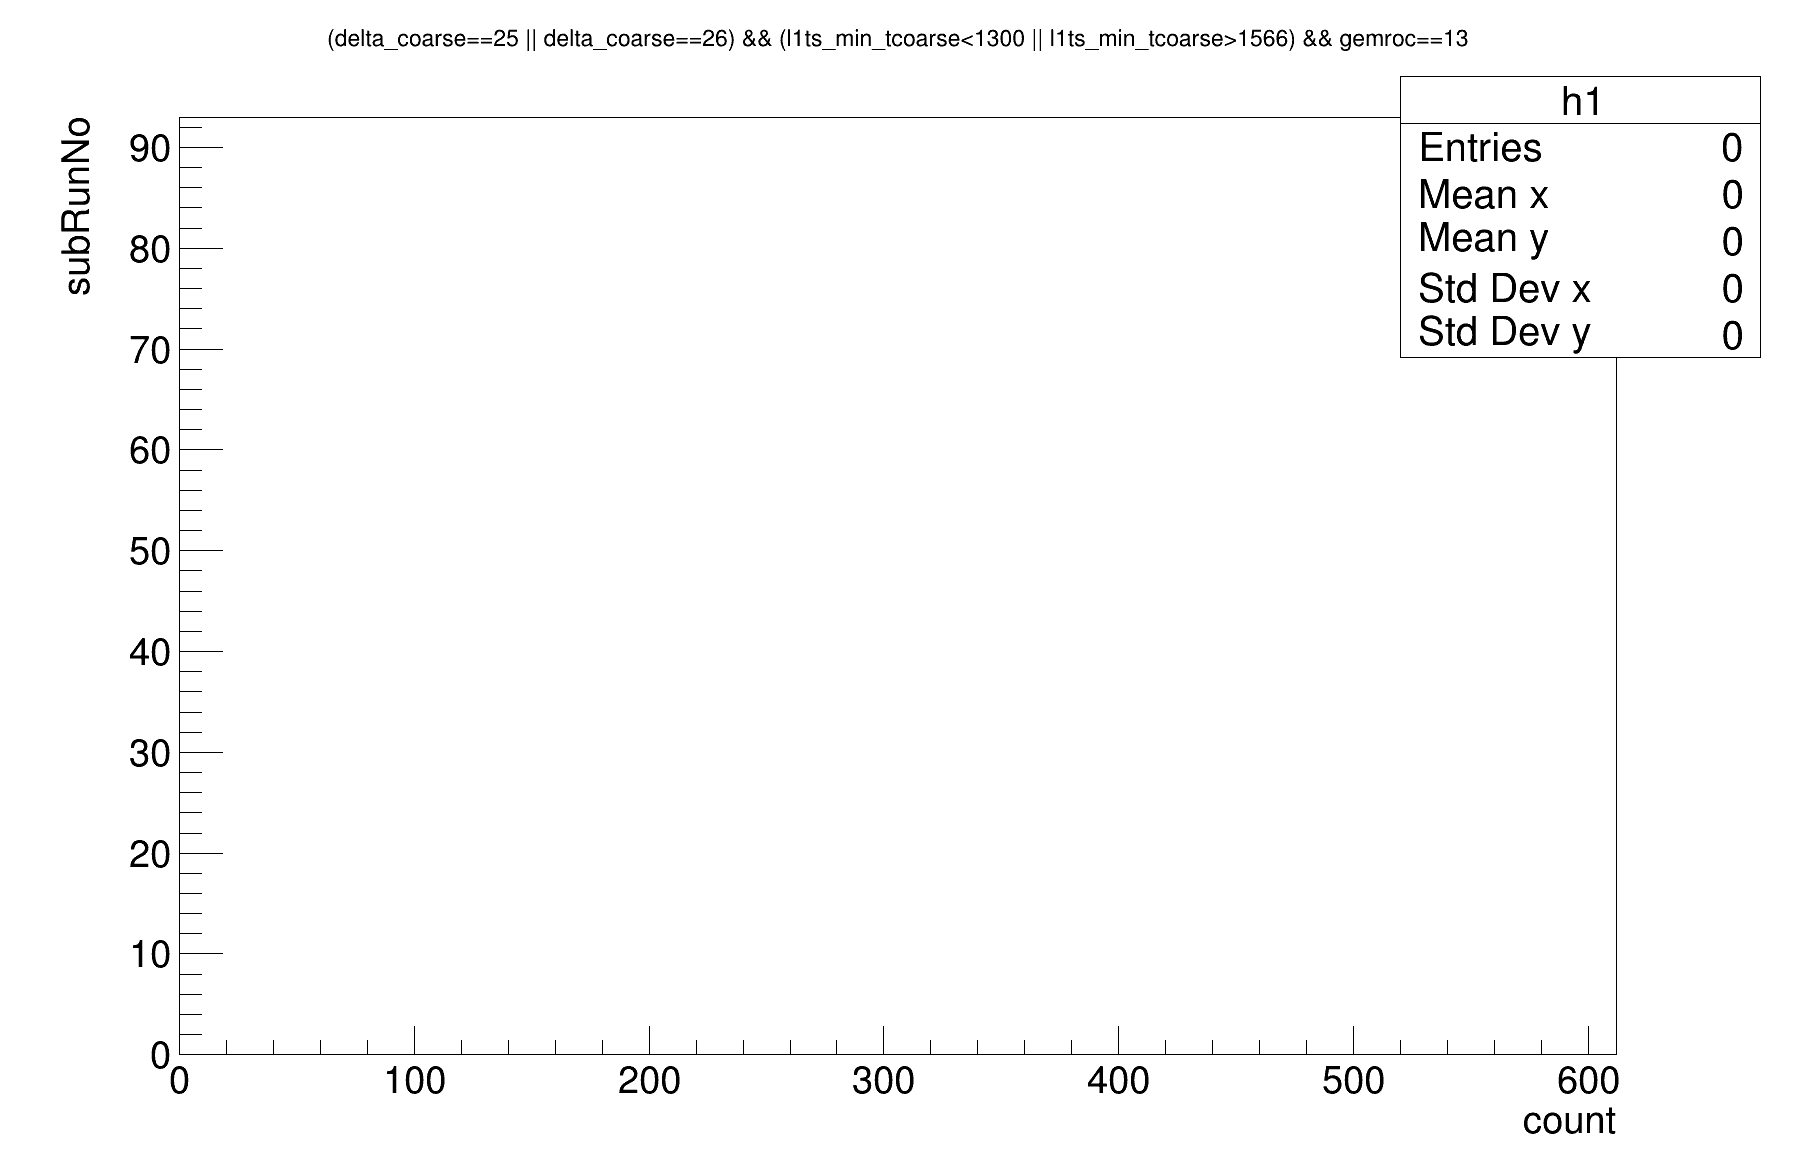 (delta_coarse==25 || delta_coarse==26) && (l1ts_min_tcoarse<1300 || l1ts_min_tcoarse>1566) && gemroc==13
h1
Entries 0
Mean x 0
Mean y 0
Std Dev x 0
Std Dev y 0
subRunNo
90
80
70
60
50
40
30
20
10
0
0 100 200 300 400 500 600
count